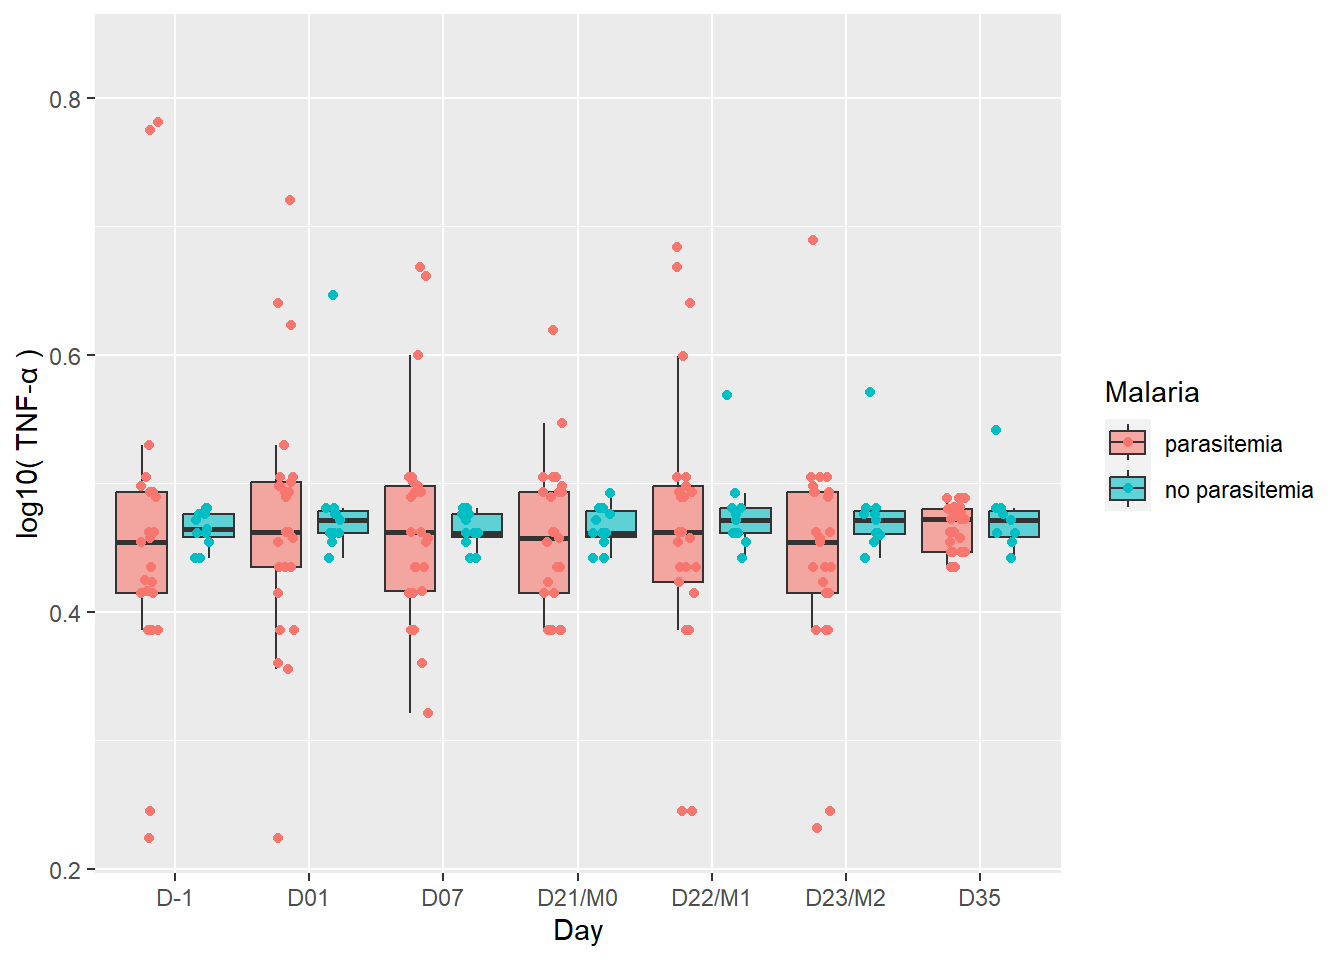 0.8
0.6
0.4
0.2
log10( TNF-α )
D-1
D01
D07
D21/M0
D22/M1
D23/M2
D35
Day
Malaria
parasitemia
no parasitemia